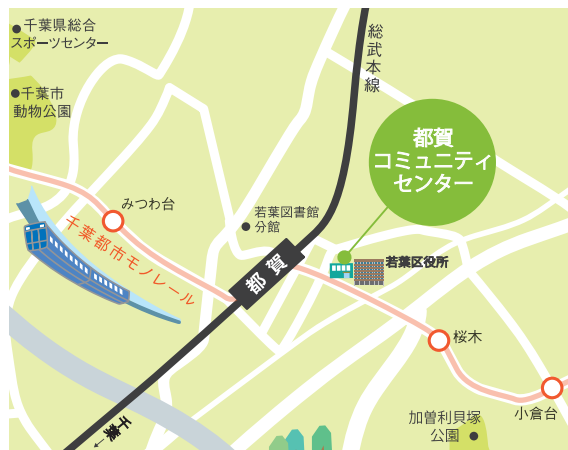 千葉県総合
スポーツセンター
千葉市
動物公園
総武本線
都賀
コミュニティ
センター
みつわ台
若葉図書館
分館
千葉都市モノレール
都賀
若葉区役所
桜木
小倉台
加曽利貝塚
公園
千葉